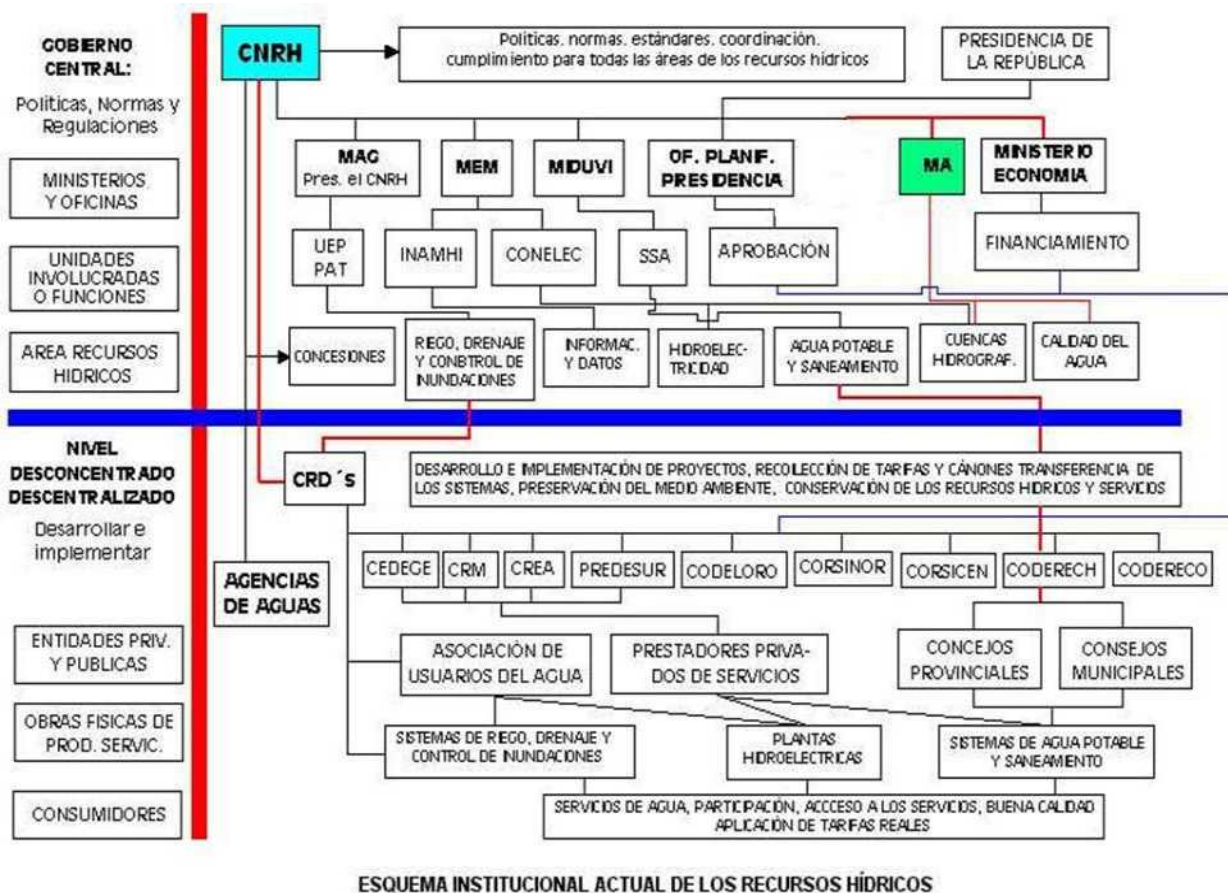 GOBIERNO
CENTRAL:
Políticas, Normas y
Regulaciones
CNRH
Políticas, normas, estándares, coordinación,
cumplimiento para todas las áreas de los recursos hídricos
PRESIDENCIA DE
LA REPÚBLICA
MINISTERIOS
Y OFICINAS
MAG
Pres. el CNRH
MEM
MIDUVI
OF. PLANIF.
PRESIDENCIA
MA
MINISTERIO
ECONOMIA
UNIDADES
INVOLUCRADAS
O FUNCIONES
UEP
PAT
INAMHI
CONELEC
SSA
APROBACIÓN
FINANCIAMIENTO
AREA RECURSOS
HIDRICOS
CONCESIONES
RIEGO, DRENAJE
Y CONBTROL DE
INUNDACIONES
INFORMAC.
Y DATOS
HIDROELEC-
TRICIDAD
AGUA POTABLE
Y SANEAMIENTO
CUENCAS
HIDROGRAF.
CALIDAD DEL
AGUA
NIVEL
DESCONCENTRADO
DESCENTRALIZADO
Desarrollar e
implementar
CRD´s
DESARROLLO E IMPLEMENTACIÓN DE PROYECTOS, RECOLECCIÓN DE TARIFAS Y CÁNONES TRANSFERENCIA DE
LOS SISTEMAS, PRESERVACIÓN DEL MEDIO AMBIENTE, CONSERVACIÓN DE LOS RECURSOS HIDRICOS Y SERVICIOS
AGENCIAS
DE AGUAS
CEDEGE
CRM
CREA
PREDESUR
CODELORO
CORSINOR
CORSICEN
CODERECH
CODERECO
ENTIDADES PRIV.
Y PUBLICAS
ASOCIACIÓN DE
USUARIOS DEL AGUA
PRESTADORES PRIVA-
DOS DE SERVICIOS
CONCEJOS
PROVINCIALES
CONSEJOS
MUNICIPALES
OBRAS FISICAS DE
PROD. SERVIC.
SISTEMAS DE RIEGO, DRENAJE Y
CONTROL DE INUNDACIONES
PLANTAS
HIDROELECTRICAS
SISTEMAS DE AGUA POTABLE
Y SANEAMIENTO
CONSUMIDORES
SERVICIOS DE AGUA, PARTICIPACIÓN, ACCCESO A LOS SERVICIOS, BUENA CALIDAD
APLICACIÓN DE TARIFAS REALES
ESQUEMA INSTITUCIONAL ACTUAL DE LOS RECURSOS HÍDRICOS